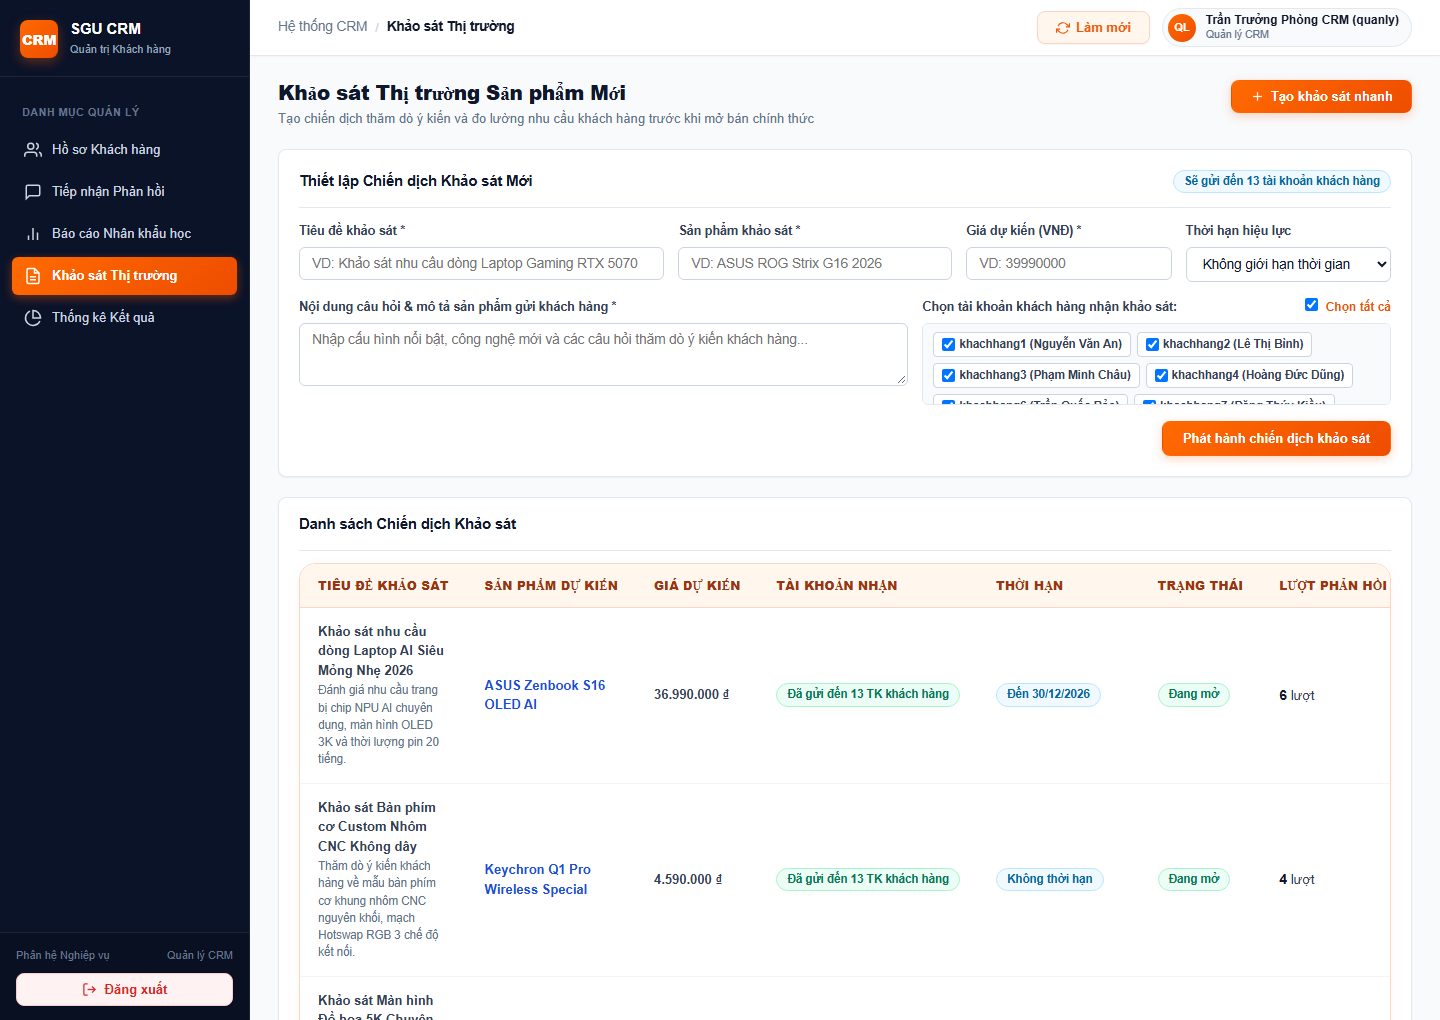 CRM
SGU CRM
Quản trị Khách hàng
DANH MỤC QUẢN LÝ
Hồ sơ Khách hàng
Tiếp nhận Phản hồi
Báo cáo Nhân khẩu học
Khảo sát Thị trường
Thống kê Kết quả
Phân hệ Nghiệp vụ
Quản lý CRM
Đăng xuất
Hệ thống CRM / Khảo sát Thị trường
Làm mới
QL
Trần Trưởng Phòng CRM (quanly)
Quản lý CRM
Khảo sát Thị trường Sản phẩm Mới
Tạo chiến dịch thăm dò ý kiến và đo lường nhu cầu khách hàng trước khi mở bán chính thức
+ Tạo khảo sát nhanh
Thiết lập Chiến dịch Khảo sát Mới
Sẽ gửi đến 13 tài khoản khách hàng
Tiêu đề khảo sát *
Sản phẩm khảo sát *
Giá dự kiến (VNĐ) *
Thời hạn hiệu lực
VD: Khảo sát nhu cầu dòng Laptop Gaming RTX 5070
VD: ASUS ROG Strix G16 2026
VD: 39990000
Không giới hạn thời gian
Nội dung câu hỏi & mô tả sản phẩm gửi khách hàng *
Chọn tài khoản khách hàng nhận khảo sát:
Chọn tất cả
Nhập cấu hình nổi bật, công nghệ mới và các câu hỏi thăm dò ý kiến khách hàng...
khachhang1 (Nguyễn Văn An)
khachhang2 (Lê Thị Bình)
khachhang3 (Phạm Minh Châu)
khachhang4 (Hoàng Đức Dũng)
khachhang6 (Trần Quốc Bảo)
khachhang7 (Đặng Thúy Kiều)
Phát hành chiến dịch khảo sát
Danh sách Chiến dịch Khảo sát
TIÊU ĐỀ KHẢO SÁT
SẢN PHẨM DỰ KIẾN
GIÁ DỰ KIẾN
TÀI KHOẢN NHẬN
THỜI HẠN
TRẠNG THÁI
LƯỢT PHẢN HỒI
Khảo sát nhu cầu
dòng Laptop AI Siêu
Mỏng Nhẹ 2026
Đánh giá nhu cầu trang
bị chip NPU AI chuyên
dụng, màn hình OLED
3K và thời lượng pin 20
tiếng.
ASUS Zenbook S16
OLED AI
36.990.000 ₫
Đã gửi đến 13 TK khách hàng
Đến 30/12/2026
Đang mở
6 lượt
Khảo sát Bàn phím
cơ Custom Nhôm
CNC Không dây
Thăm dò ý kiến khách
hàng về mẫu bàn phím
cơ khung nhôm CNC
nguyên khối, mạch
Hotswap RGB 3 chế độ
kết nối.
Keychron Q1 Pro
Wireless Special
4.590.000 ₫
Đã gửi đến 13 TK khách hàng
Không thời hạn
Đang mở
4 lượt
Khảo sát Màn hình
Đồ họa 5K Chuyên